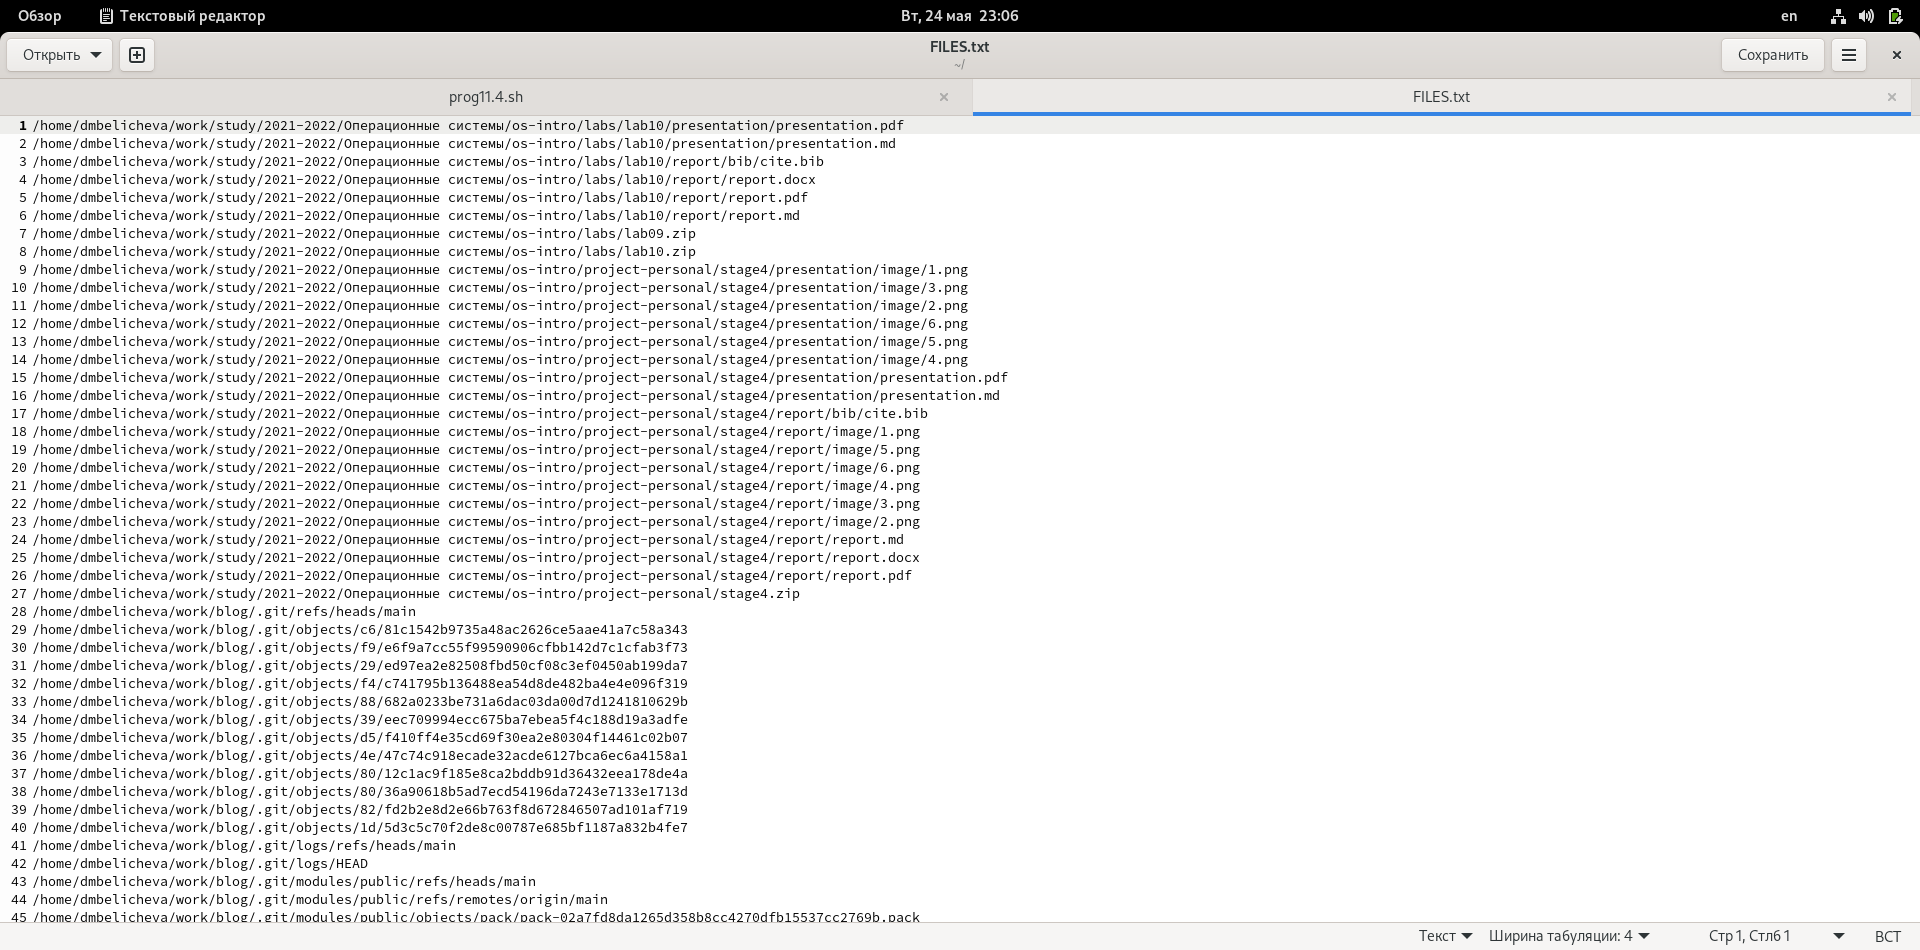 Обзор Текстовый редактор Вт, 24 мая 23:06 en
Открыть FILES.txt Сохранить
~/
prog11.4.sh FILES.txt
1 /home/dmbelicheva/work/study/2021-2022/Операционные системы/os-intro/labs/lab10/presentation/presentation.pdf
2 /home/dmbelicheva/work/study/2021-2022/Операционные системы/os-intro/labs/lab10/presentation/presentation.md
3 /home/dmbelicheva/work/study/2021-2022/Операционные системы/os-intro/labs/lab10/report/bib/cite.bib
4 /home/dmbelicheva/work/study/2021-2022/Операционные системы/os-intro/labs/lab10/report/report.docx
5 /home/dmbelicheva/work/study/2021-2022/Операционные системы/os-intro/labs/lab10/report/report.pdf
6 /home/dmbelicheva/work/study/2021-2022/Операционные системы/os-intro/labs/lab10/report/report.md
7 /home/dmbelicheva/work/study/2021-2022/Операционные системы/os-intro/labs/lab09.zip
8 /home/dmbelicheva/work/study/2021-2022/Операционные системы/os-intro/labs/lab10.zip
9 /home/dmbelicheva/work/study/2021-2022/Операционные системы/os-intro/project-personal/stage4/presentation/image/1.png
10 /home/dmbelicheva/work/study/2021-2022/Операционные системы/os-intro/project-personal/stage4/presentation/image/3.png
11 /home/dmbelicheva/work/study/2021-2022/Операционные системы/os-intro/project-personal/stage4/presentation/image/2.png
12 /home/dmbelicheva/work/study/2021-2022/Операционные системы/os-intro/project-personal/stage4/presentation/image/6.png
13 /home/dmbelicheva/work/study/2021-2022/Операционные системы/os-intro/project-personal/stage4/presentation/image/5.png
14 /home/dmbelicheva/work/study/2021-2022/Операционные системы/os-intro/project-personal/stage4/presentation/image/4.png
15 /home/dmbelicheva/work/study/2021-2022/Операционные системы/os-intro/project-personal/stage4/presentation/presentation.pdf
16 /home/dmbelicheva/work/study/2021-2022/Операционные системы/os-intro/project-personal/stage4/presentation/presentation.md
17 /home/dmbelicheva/work/study/2021-2022/Операционные системы/os-intro/project-personal/stage4/report/bib/cite.bib
18 /home/dmbelicheva/work/study/2021-2022/Операционные системы/os-intro/project-personal/stage4/report/image/1.png
19 /home/dmbelicheva/work/study/2021-2022/Операционные системы/os-intro/project-personal/stage4/report/image/5.png
20 /home/dmbelicheva/work/study/2021-2022/Операционные системы/os-intro/project-personal/stage4/report/image/6.png
21 /home/dmbelicheva/work/study/2021-2022/Операционные системы/os-intro/project-personal/stage4/report/image/4.png
22 /home/dmbelicheva/work/study/2021-2022/Операционные системы/os-intro/project-personal/stage4/report/image/3.png
23 /home/dmbelicheva/work/study/2021-2022/Операционные системы/os-intro/project-personal/stage4/report/image/2.png
24 /home/dmbelicheva/work/study/2021-2022/Операционные системы/os-intro/project-personal/stage4/report/report.md
25 /home/dmbelicheva/work/study/2021-2022/Операционные системы/os-intro/project-personal/stage4/report/report.docx
26 /home/dmbelicheva/work/study/2021-2022/Операционные системы/os-intro/project-personal/stage4/report/report.pdf
27 /home/dmbelicheva/work/study/2021-2022/Операционные системы/os-intro/project-personal/stage4.zip
28 /home/dmbelicheva/work/blog/.git/refs/heads/main
29 /home/dmbelicheva/work/blog/.git/objects/c6/81c1542b9735a48ac2626ce5aae41a7c58a343
30 /home/dmbelicheva/work/blog/.git/objects/f9/e6f9a7cc55f99590906cfbb142d7c1cfab3f73
31 /home/dmbelicheva/work/blog/.git/objects/29/ed97ea2e82508fbd50cf08c3ef0450ab199da7
32 /home/dmbelicheva/work/blog/.git/objects/f4/c741795b136488ea54d8de482ba4e4e096f319
33 /home/dmbelicheva/work/blog/.git/objects/88/682a0233be731a6dac03da00d7d1241810629b
34 /home/dmbelicheva/work/blog/.git/objects/39/eec709994ecc675ba7ebea5f4c188d19a3adfe
35 /home/dmbelicheva/work/blog/.git/objects/d5/f410ff4e35cd69f30ea2e80304f14461c02b07
36 /home/dmbelicheva/work/blog/.git/objects/4e/47c74c918ecade32acde6127bca6ec6a4158a1
37 /home/dmbelicheva/work/blog/.git/objects/80/12c1ac9f185e8ca2bddb91d36432eea178de4a
38 /home/dmbelicheva/work/blog/.git/objects/80/36a90618b5ad7ecd54196da7243e7133e1713d
39 /home/dmbelicheva/work/blog/.git/objects/82/fd2b2e8d2e66b763f8d672846507ad101af719
40 /home/dmbelicheva/work/blog/.git/objects/1d/5d3c5c70f2de8c00787e685bf1187a832b4fe7
41 /home/dmbelicheva/work/blog/.git/logs/refs/heads/main
42 /home/dmbelicheva/work/blog/.git/logs/HEAD
43 /home/dmbelicheva/work/blog/.git/modules/public/refs/heads/main
44 /home/dmbelicheva/work/blog/.git/modules/public/refs/remotes/origin/main
45 /home/dmbelicheva/work/blog/.git/modules/public/objects/pack/pack-02a7fd8da1265d358b8cc4270dfb15537cc2769b.pack
Текст Ширина табуляции: 4 Стр 1, Стлб 1 ВСТ